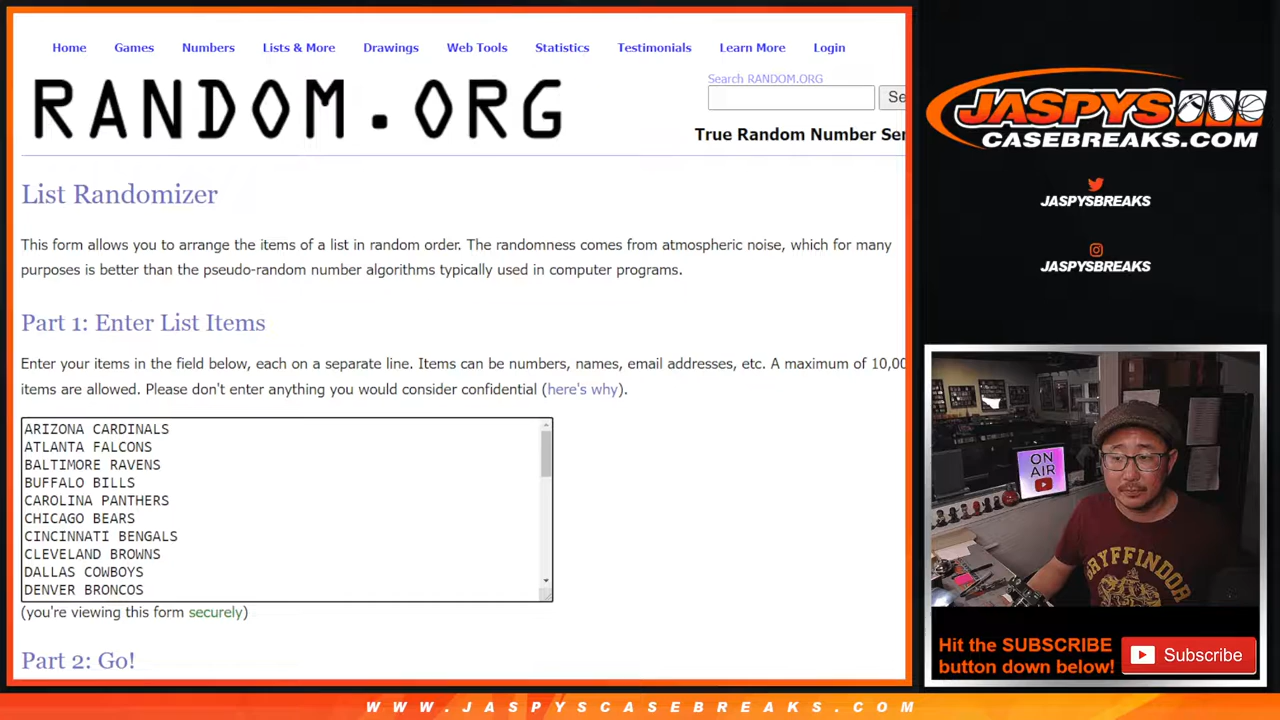 Home Games Numbers Lists & More Drawings Web Tools Statistics Testimonials Learn More Login
RANDOM.ORG
Search RANDOM.ORG
Se
True Random Number Ser
List Randomizer
This form allows you to arrange the items of a list in random order. The randomness comes from atmospheric noise, which for many
purposes is better than the pseudo-random number algorithms typically used in computer programs.
Part 1: Enter List Items
Enter your items in the field below, each on a separate line. Items can be numbers, names, email addresses, etc. A maximum of 10,00
items are allowed. Please don't enter anything you would consider confidential (here's why).
ARIZONA CARDINALS
ATLANTA FALCONS
BALTIMORE RAVENS
BUFFALO BILLS
CAROLINA PANTHERS
CHICAGO BEARS
CINCINNATI BENGALS
CLEVELAND BROWNS
DALLAS COWBOYS
DENVER BRONCOS
(you're viewing this form securely)
Part 2: Go!
JASPYS
CASEBREAKS.COM
JASPYSBREAKS
JASPYSBREAKS
ON
AIR
GRYFFINDOR
Hit the SUBSCRIBE
button down below!
Subscribe
WWW.JASPYSCASEBREAKS.COM